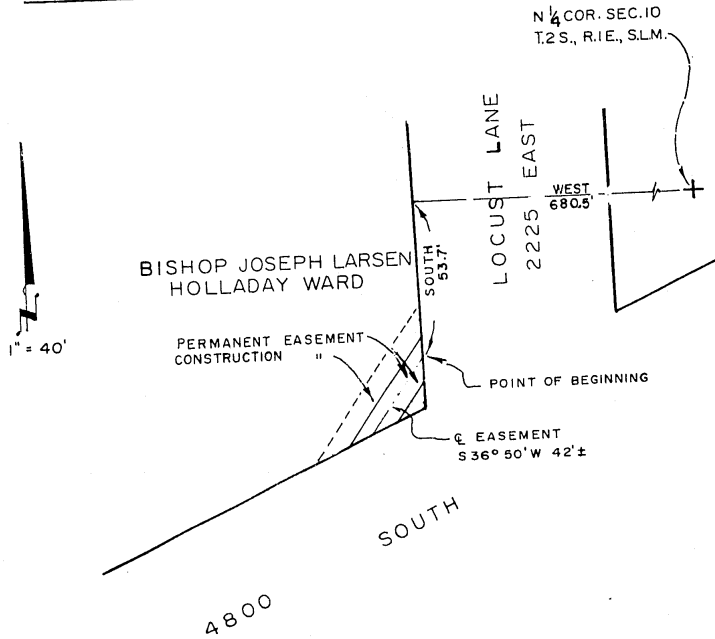 N 1/4 COR. SEC. 10
T. 2 S., R. 1 E., S.L.M.
LOCUST LANE
2225 EAST
WEST
680.5'
BISHOP JOSEPH LARSEN
HOLLADAY WARD
SOUTH
53.7'
N
1" = 40'
PERMANENT EASEMENT
CONSTRUCTION "
POINT OF BEGINNING
℄ EASEMENT
S 36° 50' W 42' ±
4800 SOUTH